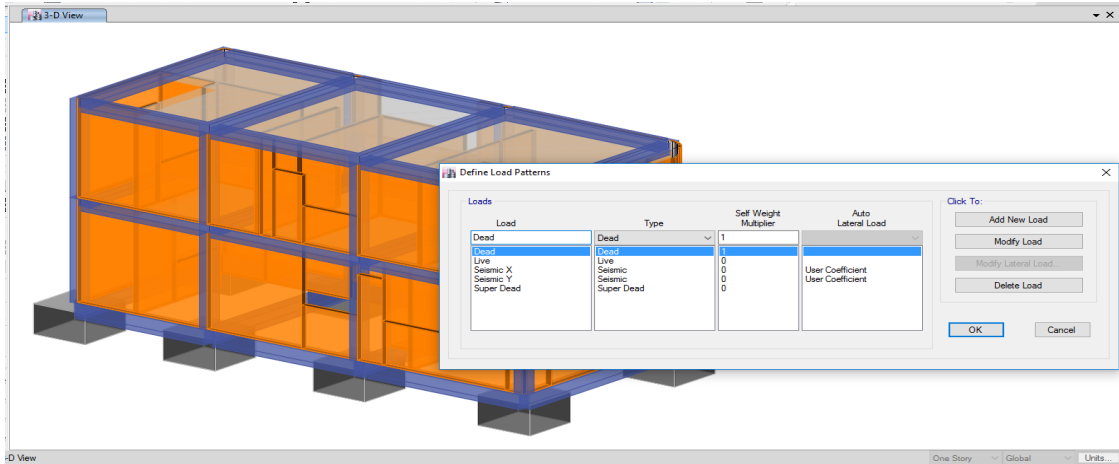 3-D View
Define Load Patterns
Loads
Click To:
Load Type Self Weight Multiplier Auto Lateral Load
Dead Dead 1
Dead Dead 1
Live Live 0
Seismic X Seismic 0 User Coefficient
Seismic Y Seismic 0 User Coefficient
Super Dead Super Dead 0
Add New Load
Modify Load
Modify Lateral Load...
Delete Load
OK Cancel
-D View One Story Global Units...